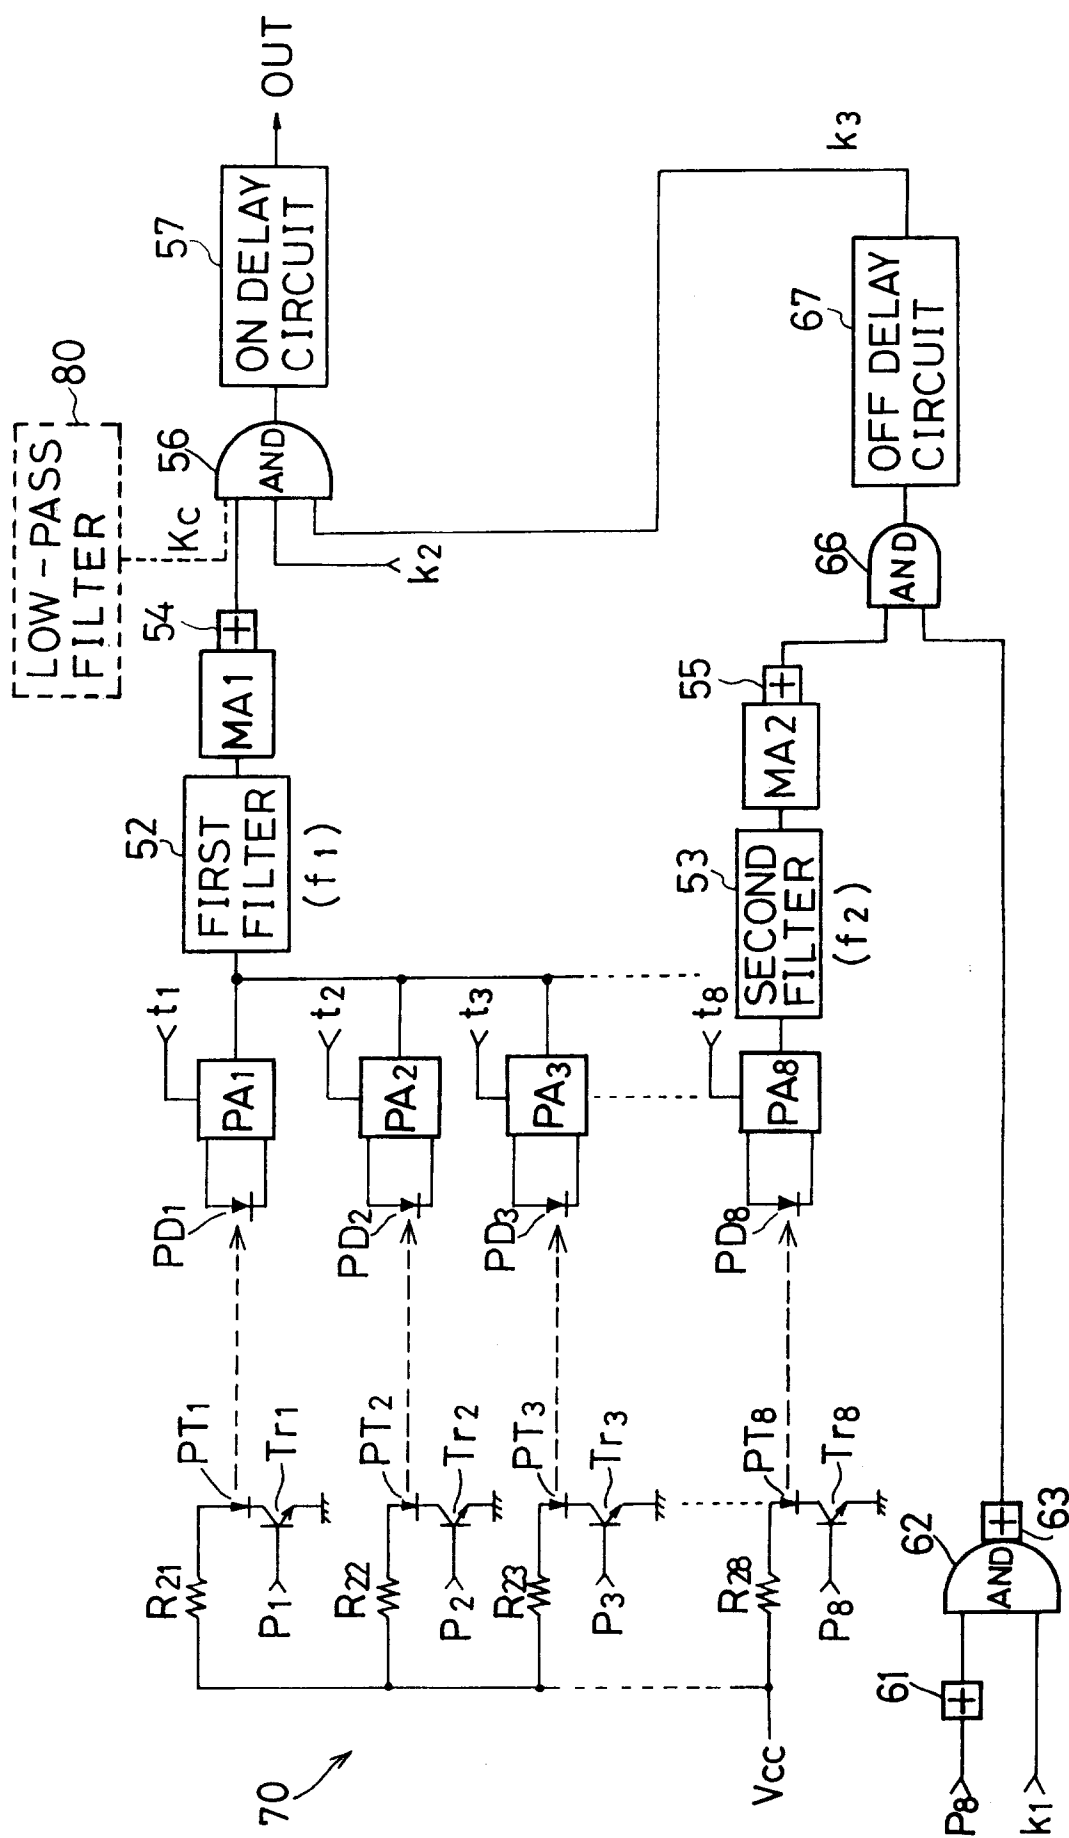 70
Vcc
R21
PT1
P1
Tr1
PD1
PA1
t1
52
FIRST
FILTER
(f1)
MA1
54
LOW-PASS
FILTER
80
Kc
56
AND
k2
57
ON DELAY
CIRCUIT
OUT
R22
PT2
P2
Tr2
PD2
PA2
t2
R23
PT3
P3
Tr3
PD3
PA3
t3
R28
PT8
P8
Tr8
PD8
PA8
t8
53
SECOND
FILTER
(f2)
MA2
55
66
AND
67
OFF DELAY
CIRCUIT
k3
P8
61
k1
62
AND
63